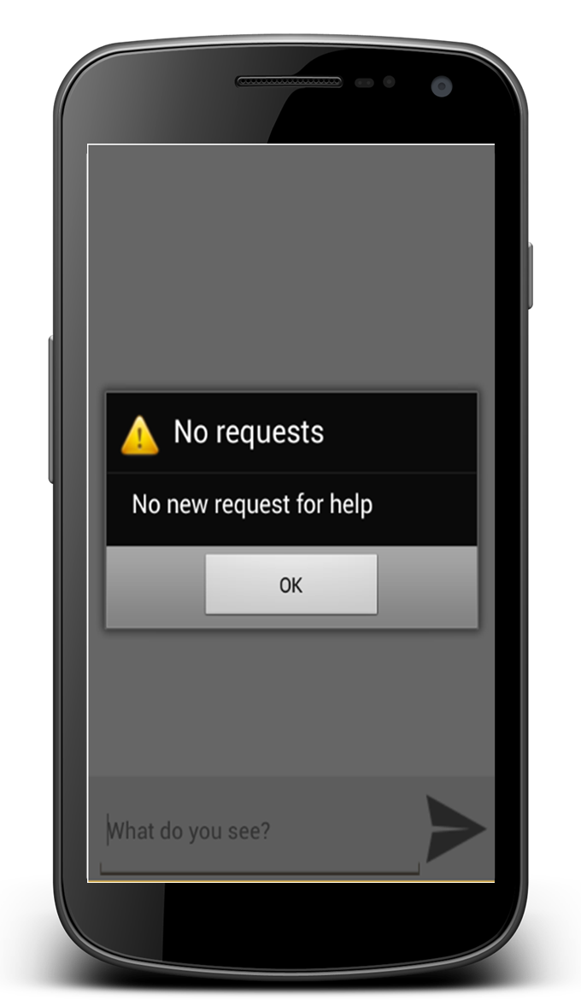 No requests
No new request for help
OK
What do you see?